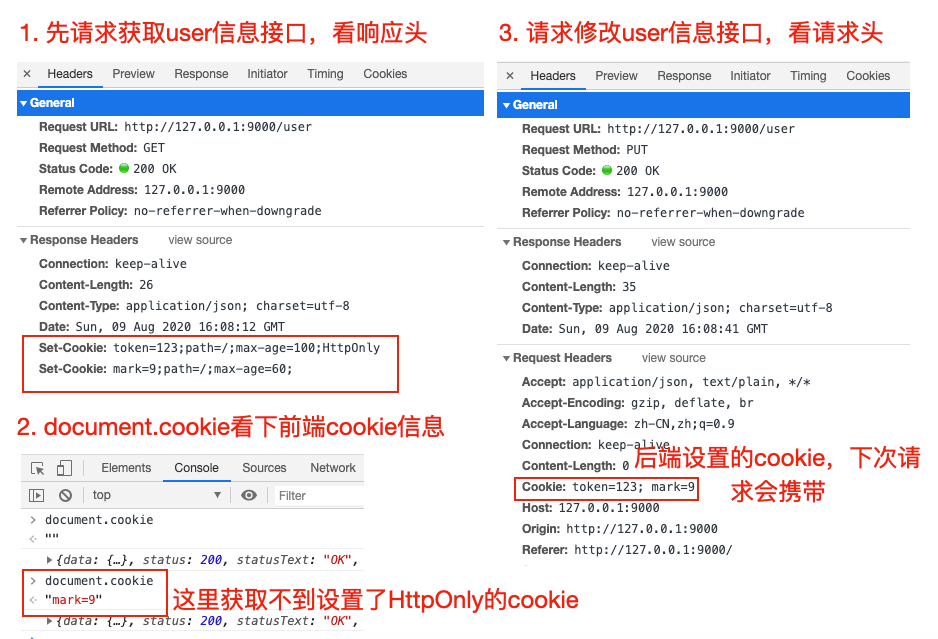 1. 先请求获取user信息接口，看响应头
× Headers Preview Response Initiator Timing Cookies
▼ General
Request URL: http://127.0.0.1:9000/user
Request Method: GET
Status Code: 200 OK
Remote Address: 127.0.0.1:9000
Referrer Policy: no-referrer-when-downgrade
▼ Response Headers view source
Connection: keep-alive
Content-Length: 26
Content-Type: application/json; charset=utf-8
Date: Sun, 09 Aug 2020 16:08:12 GMT
Set-Cookie: token=123;path=/;max-age=100;HttpOnly
Set-Cookie: mark=9;path=/;max-age=60;
2. document.cookie看下前端cookie信息
Elements Console Sources Network
top ▼ Filter
> document.cookie
""
▶ {data: {…}, status: 200, statusText: "OK",
> document.cookie
"mark=9"
这里获取不到设置了HttpOnly的cookie
▶ {data: {…}, status: 200, statusText: "OK",
3. 请求修改user信息接口，看请求头
× Headers Preview Response Initiator Timing Cookies
▼ General
Request URL: http://127.0.0.1:9000/user
Request Method: PUT
Status Code: 200 OK
Remote Address: 127.0.0.1:9000
Referrer Policy: no-referrer-when-downgrade
▼ Response Headers view source
Connection: keep-alive
Content-Length: 35
Content-Type: application/json; charset=utf-8
Date: Sun, 09 Aug 2020 16:08:41 GMT
▼ Request Headers view source
Accept: application/json, text/plain, */*
Accept-Encoding: gzip, deflate, br
Accept-Language: zh-CN,zh;q=0.9
Connection: keep-alive
Content-Length: 0
后端设置的cookie，下次请
求会携带
Cookie: token=123; mark=9
Host: 127.0.0.1:9000
Origin: http://127.0.0.1:9000
Referer: http://127.0.0.1:9000/